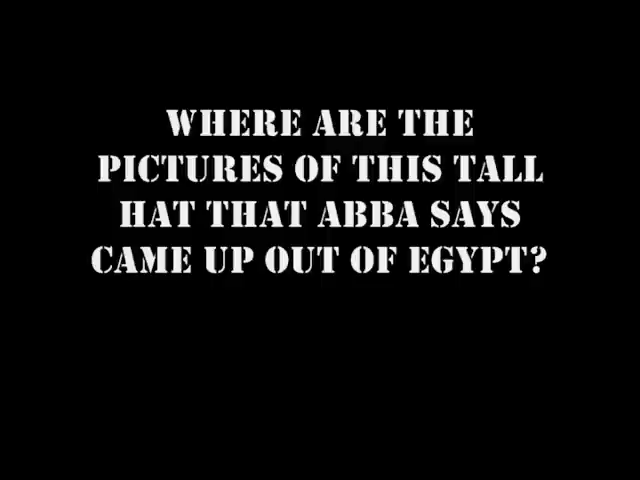 WHERE ARE THE
PICTURES OF THIS TALL
HAT THAT ABBA SAYS
CAME UP OUT OF EGYPT?